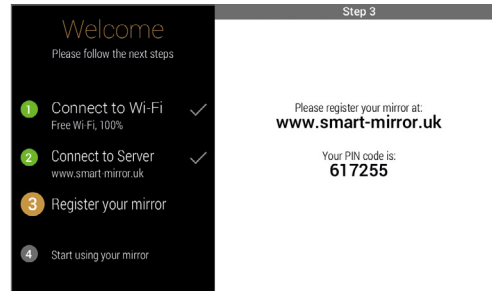 Welcome
Please follow the next steps
1 Connect to Wi-Fi
Free Wi-Fi, 100%
2 Connect to Server
www.smart-mirror.uk
3 Register your mirror
4 Start using your mirror
Step 3
Please register your mirror at:
www.smart-mirror.uk
Your PIN code is:
617255